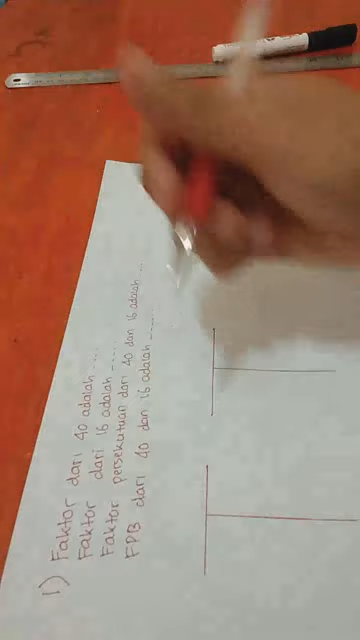 1) Faktor dari 40 adalah ....
Faktor dari 16 adalah ....
Faktor persekutuan dari 40 dan 16 adalah ...
FPB dari 40 dan 16 adalah ......